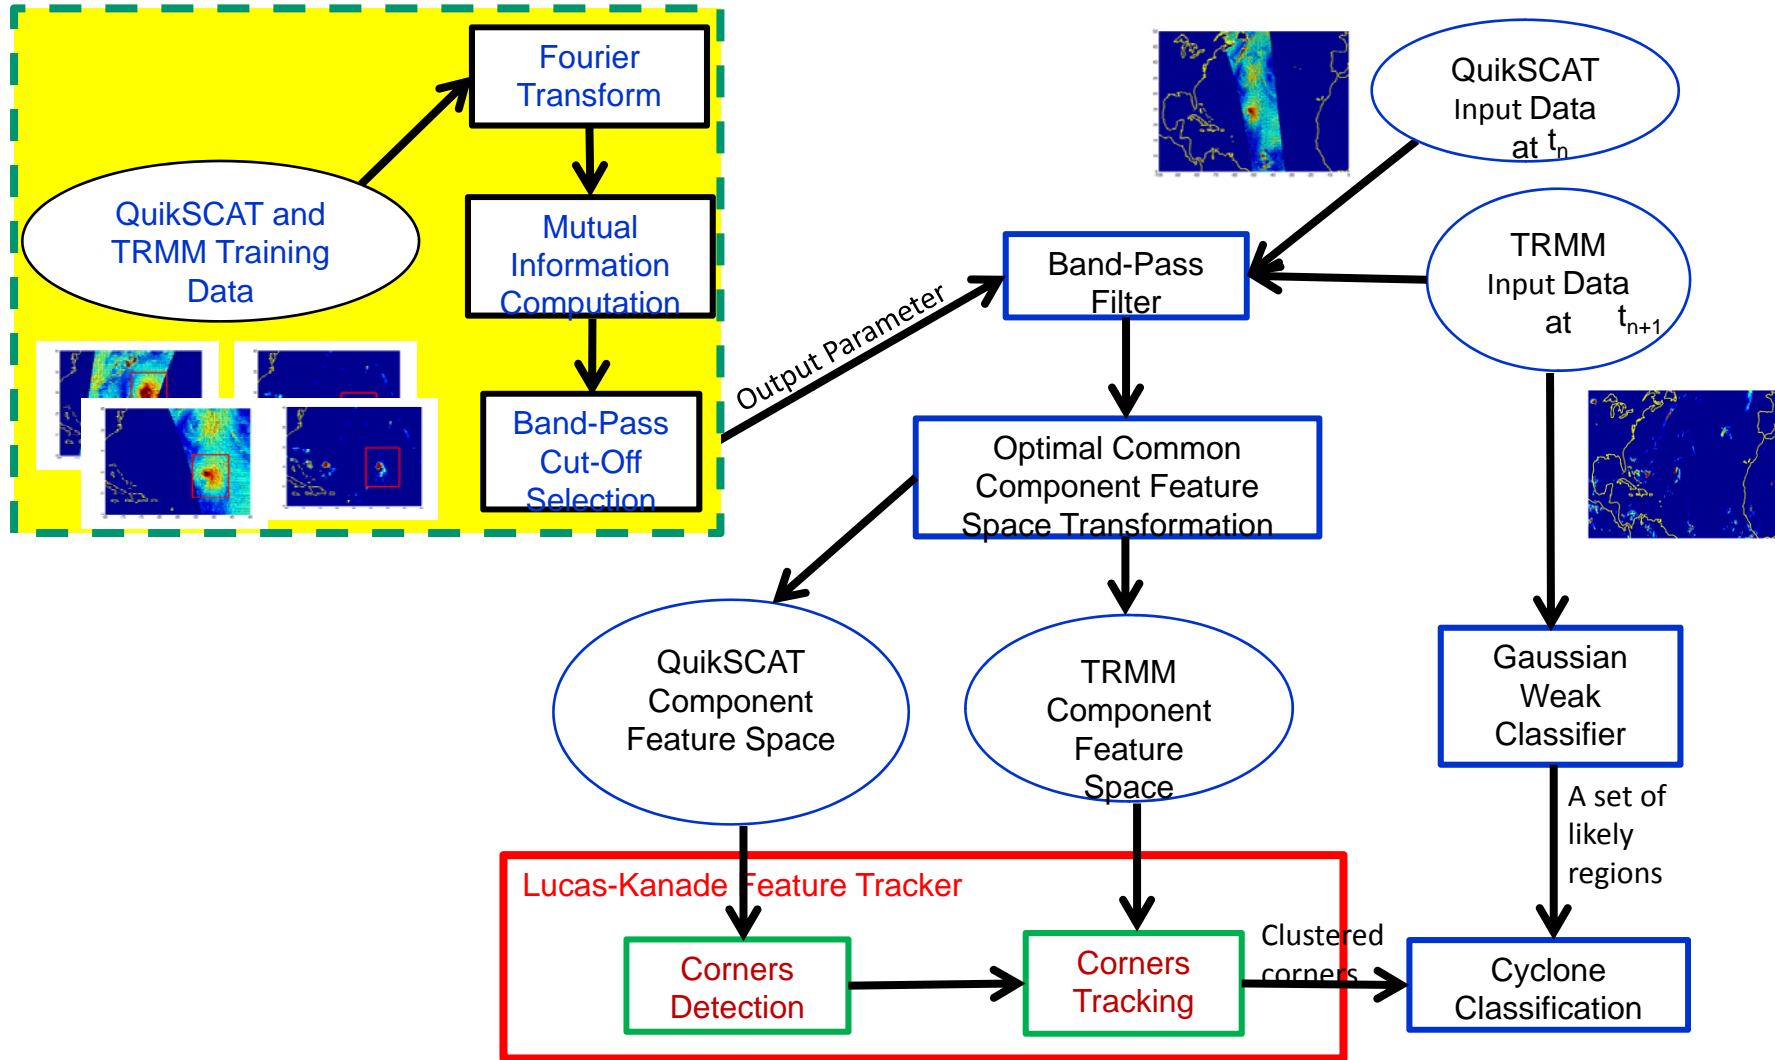 Fourier
Transform
QuikSCAT and
TRMM Training
Data
Mutual
Information
Computation
Band-Pass
Cut-Off
Selection
Output Parameter
QuikSCAT
Input Data
at tn
TRMM
Input Data
at tn+1
Band-Pass
Filter
Optimal Common
Component Feature
Space Transformation
QuikSCAT
Component
Feature Space
TRMM
Component
Feature
Space
Gaussian
Weak
Classifier
A set of
likely
regions
Lucas-Kanade Feature Tracker
Corners
Detection
Corners
Tracking
Clustered
corners
Cyclone
Classification